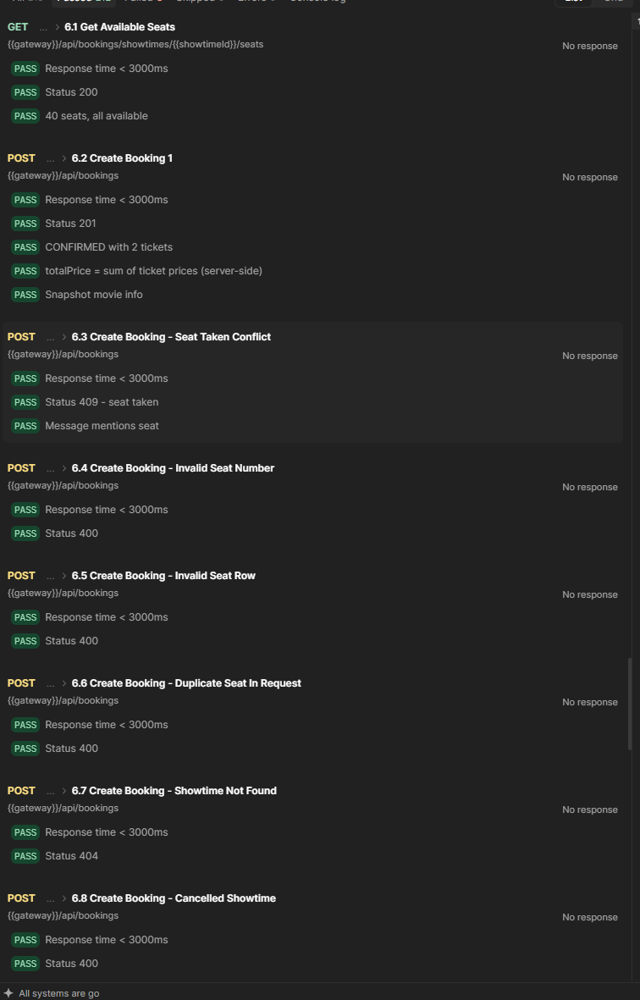 GET ... > 6.1 Get Available Seats
{{gateway}}/api/bookings/showtimes/{{showtimeId}}/seats
No response
PASS Response time < 3000ms
PASS Status 200
PASS 40 seats, all available
POST ... > 6.2 Create Booking 1
{{gateway}}/api/bookings
No response
PASS Response time < 3000ms
PASS Status 201
PASS CONFIRMED with 2 tickets
PASS totalPrice = sum of ticket prices (server-side)
PASS Snapshot movie info
POST ... > 6.3 Create Booking - Seat Taken Conflict
{{gateway}}/api/bookings
No response
PASS Response time < 3000ms
PASS Status 409 - seat taken
PASS Message mentions seat
POST ... > 6.4 Create Booking - Invalid Seat Number
{{gateway}}/api/bookings
No response
PASS Response time < 3000ms
PASS Status 400
POST ... > 6.5 Create Booking - Invalid Seat Row
{{gateway}}/api/bookings
No response
PASS Response time < 3000ms
PASS Status 400
POST ... > 6.6 Create Booking - Duplicate Seat In Request
{{gateway}}/api/bookings
No response
PASS Response time < 3000ms
PASS Status 400
POST ... > 6.7 Create Booking - Showtime Not Found
{{gateway}}/api/bookings
No response
PASS Response time < 3000ms
PASS Status 404
POST ... > 6.8 Create Booking - Cancelled Showtime
{{gateway}}/api/bookings
No response
PASS Response time < 3000ms
PASS Status 400
All systems are go